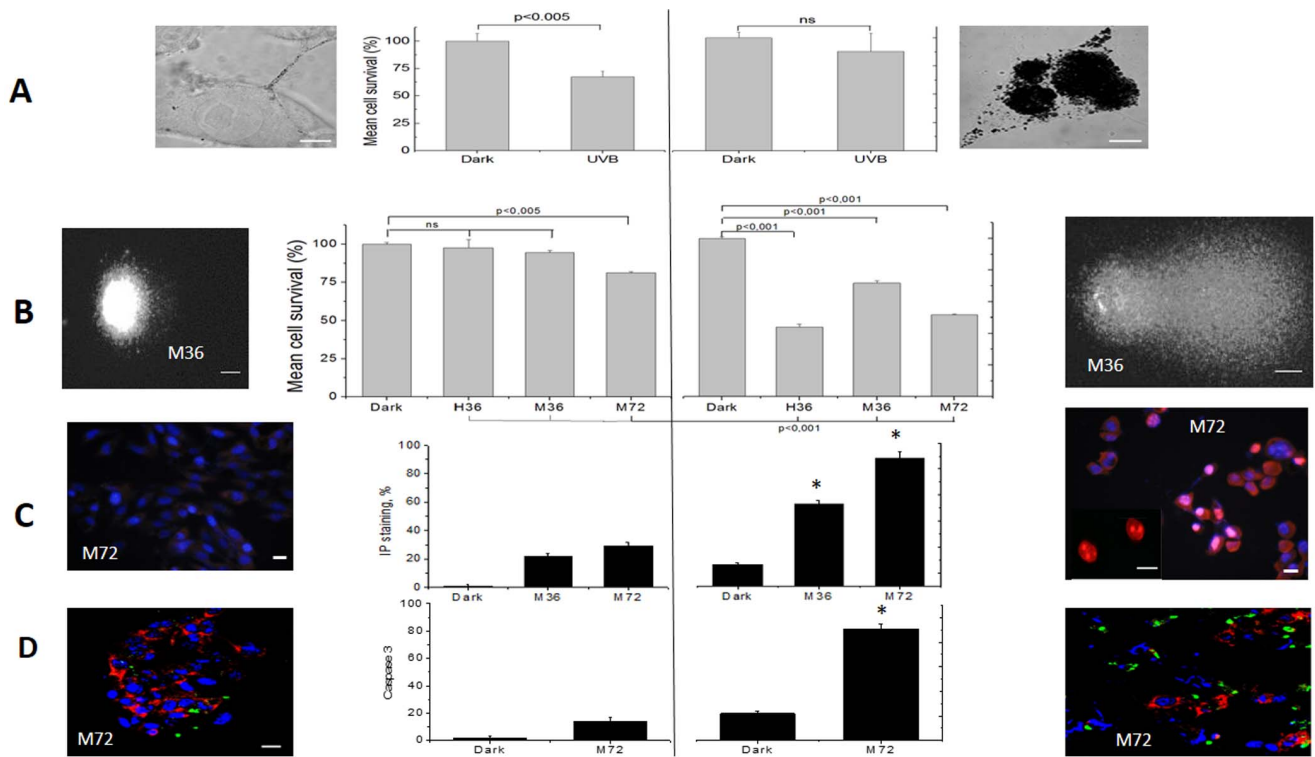 A
Mean cell survival (%)
100
75
50
25
0
p<0.005
Dark
UVB
ns
Dark
UVB
B
M36
Mean cell survival (%)
100
75
50
25
0
p<0,005
ns
Dark
H36
M36
M72
p<0,001
p<0,001
p<0,001
Dark
H36
M36
M72
p<0,001
M36
C
M72
IP staining, %
100
80
60
40
20
0
Dark
M36
M72
*
*
Dark
M36
M72
M72
D
M72
Caspase 3
100
80
60
40
20
0
Dark
M72
*
Dark
M72
M72